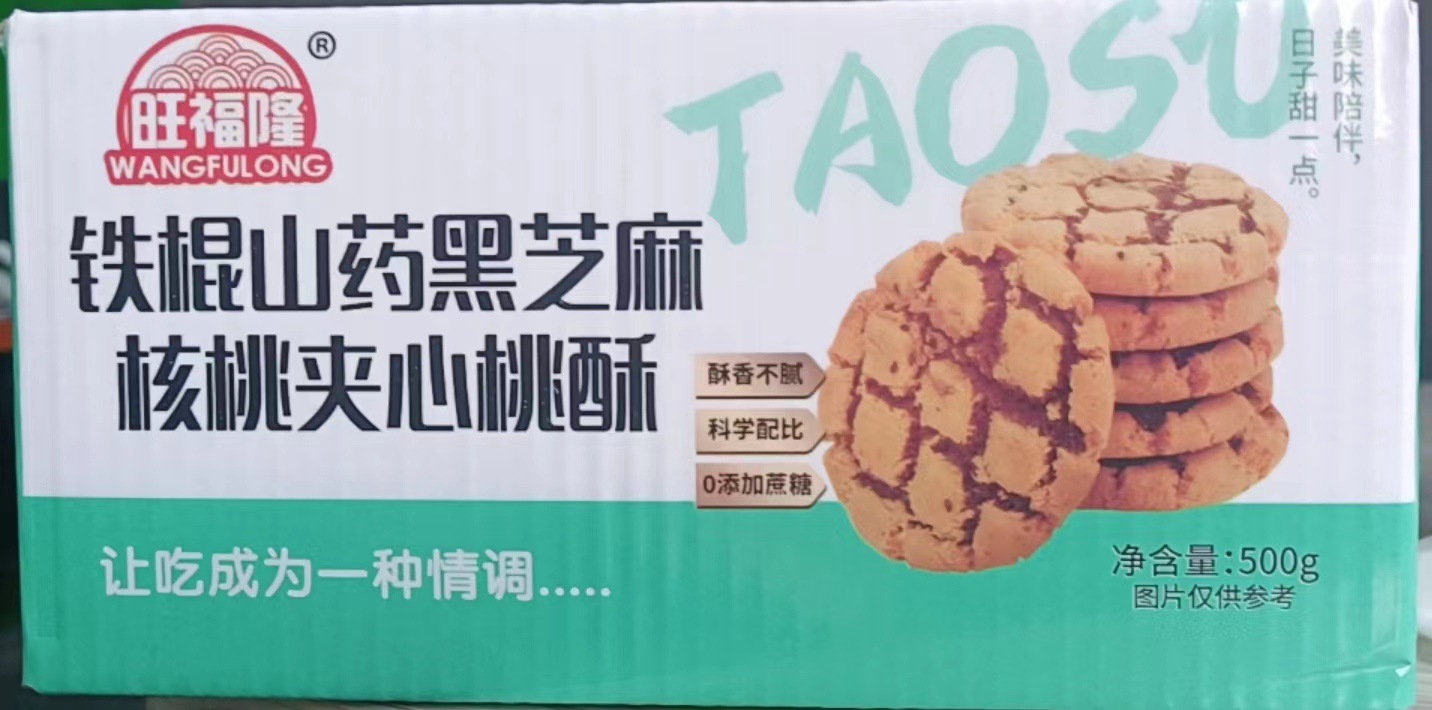 旺福隆®
WANGFULONG
TAOSU
美味陪伴，
日子甜一点。
铁棍山药黑芝麻
核桃夹心桃酥
酥香不腻
科学配比
0添加蔗糖
让吃成为一种情调.....
净含量：500g
图片仅供参考